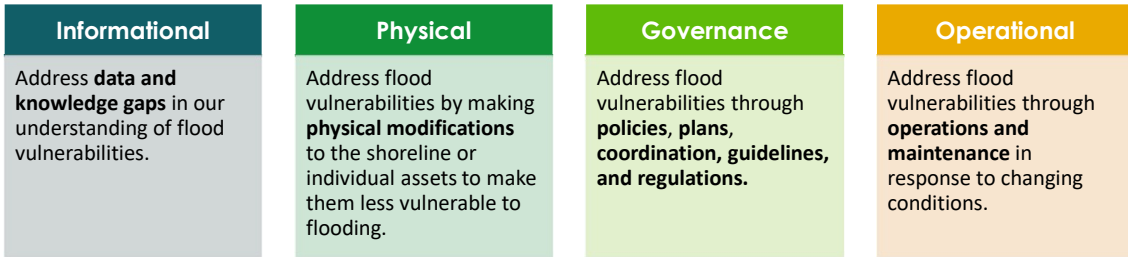 Informational
Address data and
knowledge gaps in our
understanding of flood
vulnerabilities.
Physical
Address flood
vulnerabilities by making
physical modifications
to the shoreline or
individual assets to make
them less vulnerable to
flooding.
Governance
Address flood
vulnerabilities through
policies, plans,
coordination, guidelines,
and regulations.
Operational
Address flood
vulnerabilities through
operations and
maintenance in
response to changing
conditions.